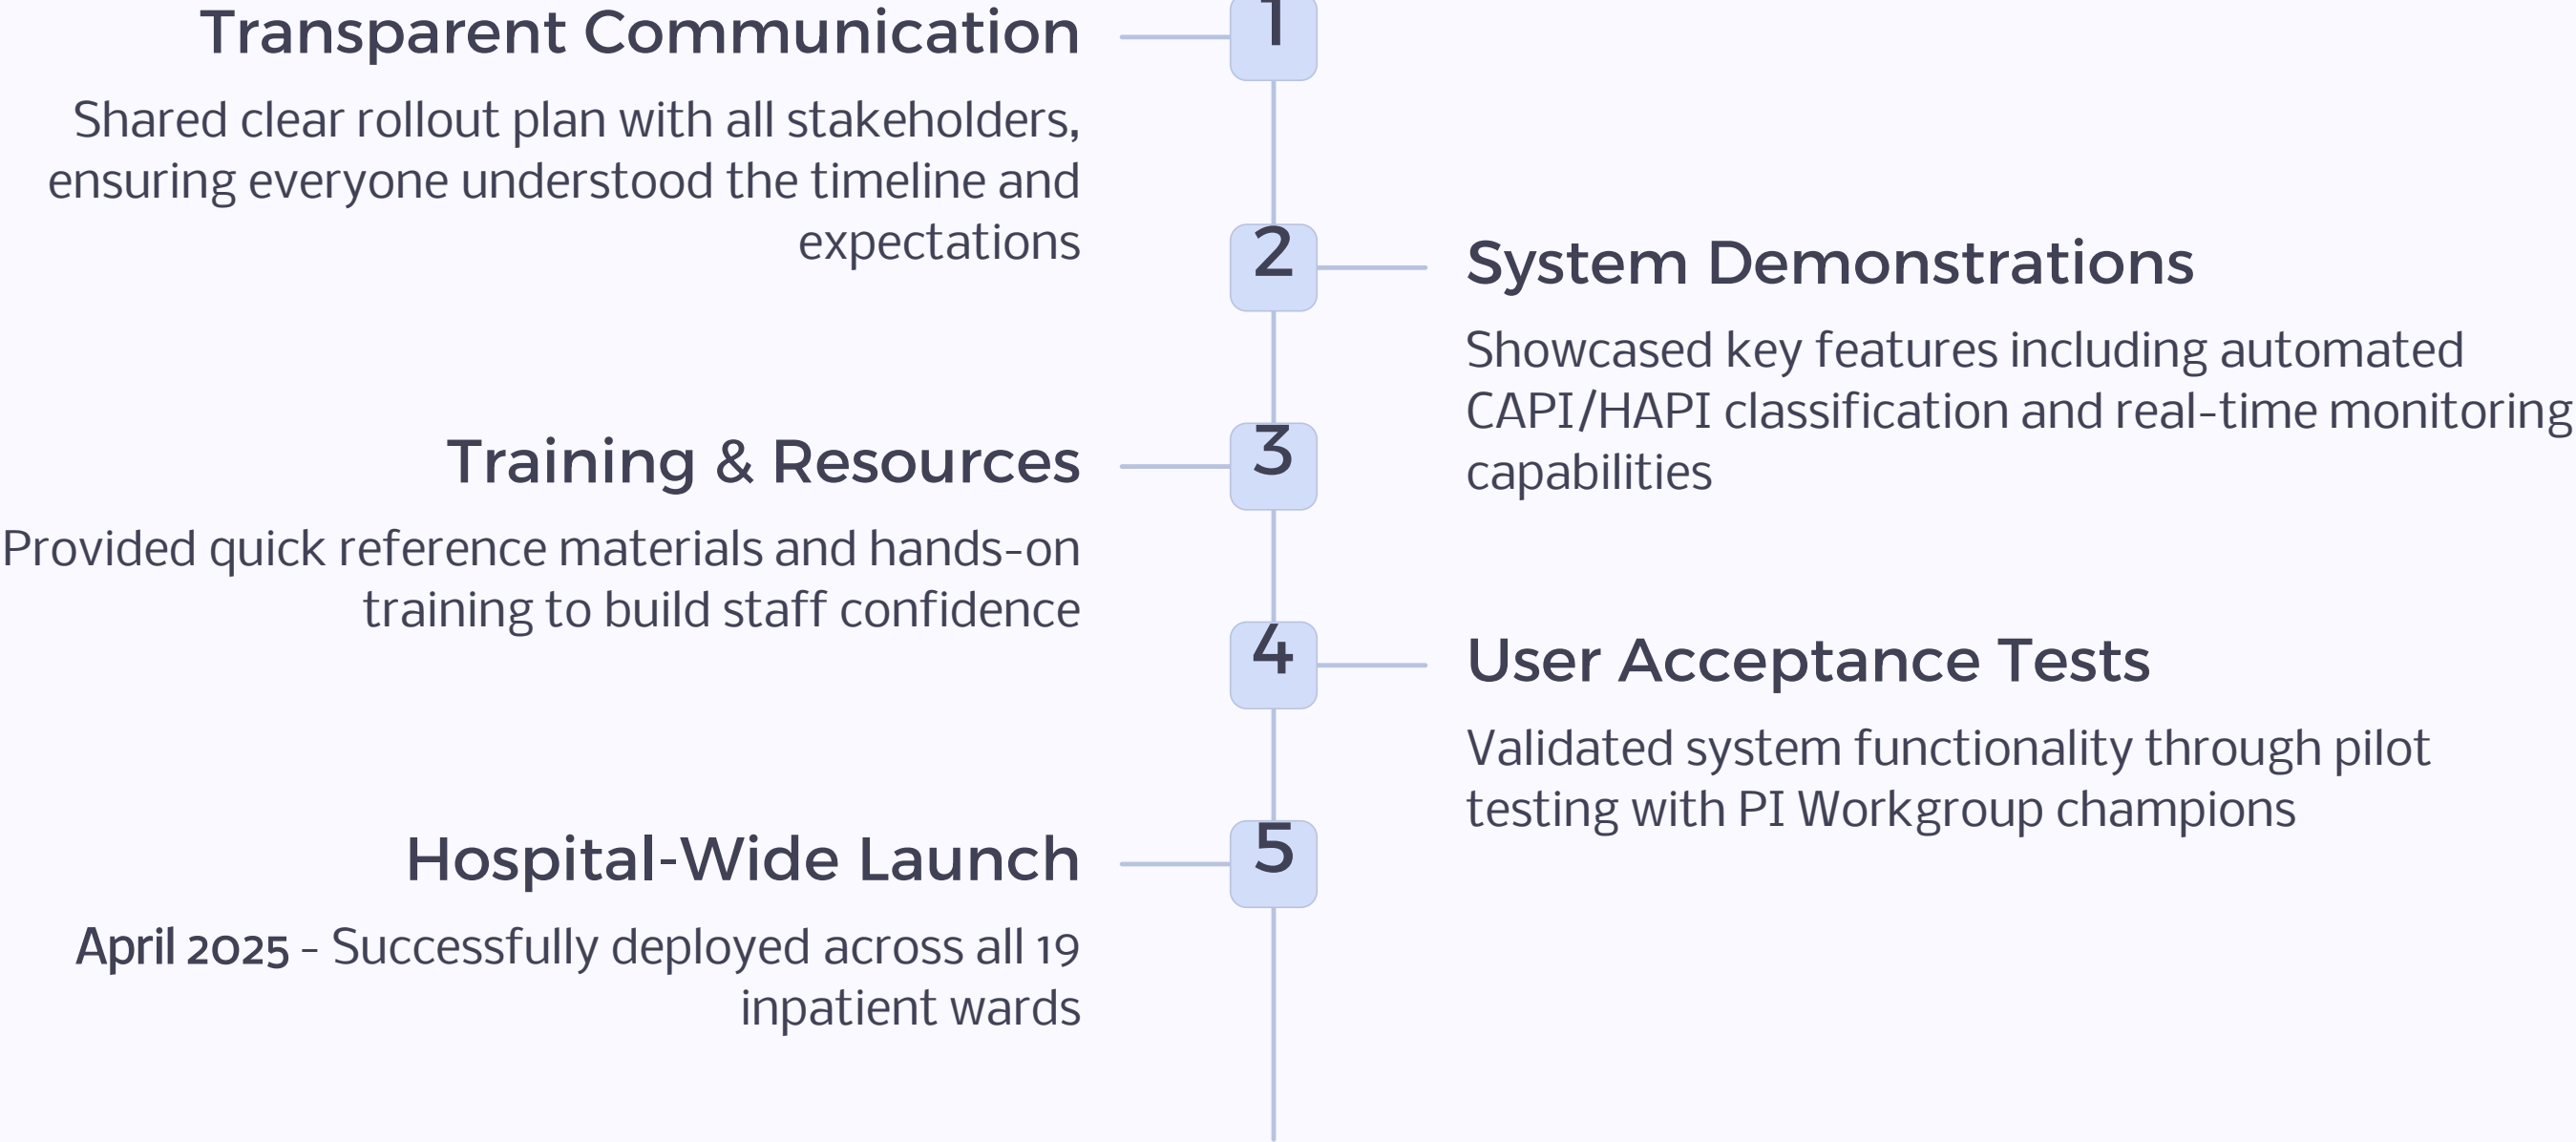 1
Transparent Communication
Shared clear rollout plan with all stakeholders,
ensuring everyone understood the timeline and
expectations
2
System Demonstrations
Showcased key features including automated
CAPI/HAPI classification and real-time monitoring
capabilities
3
Training & Resources
Provided quick reference materials and hands-on
training to build staff confidence
4
User Acceptance Tests
Validated system functionality through pilot
testing with PI Workgroup champions
5
Hospital-Wide Launch
April 2025 - Successfully deployed across all 19
inpatient wards